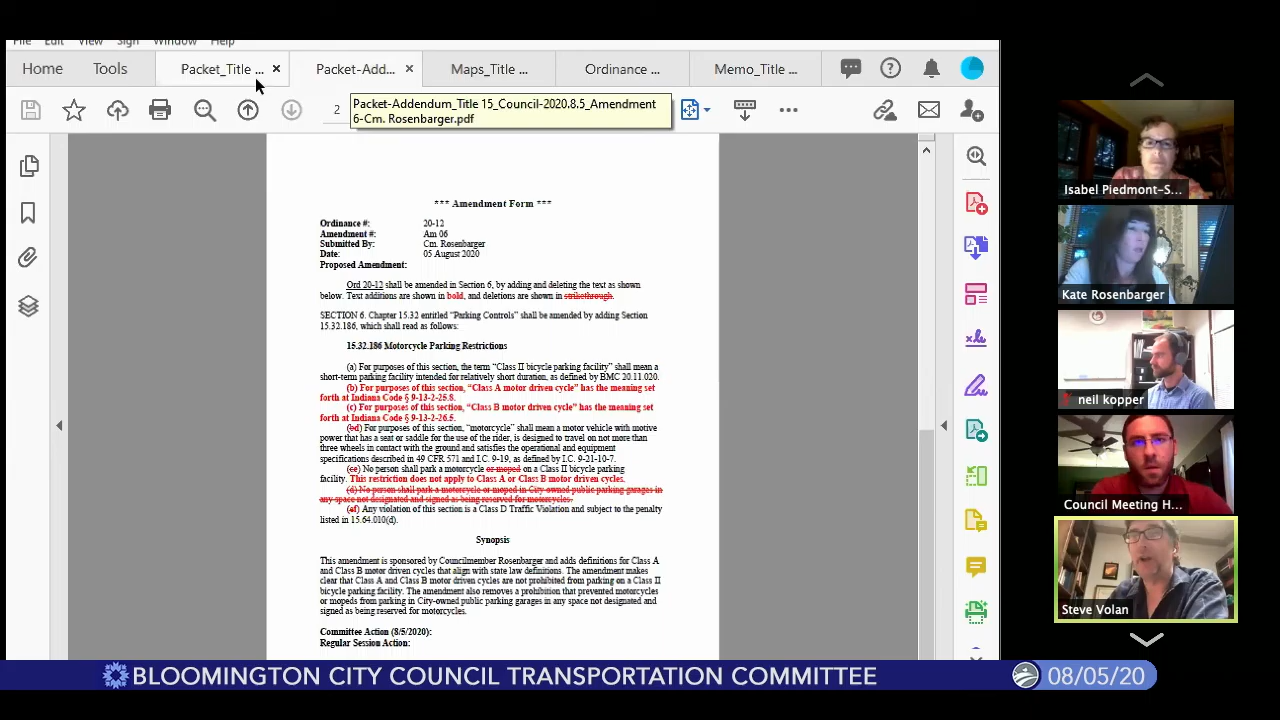 File Edit View Sign Window Help
Home Tools Packet_Title ... × Packet-Add... × Maps_Title ... Ordinance ... Memo_Title ...
2
Packet-Addendum_Title 15_Council-2020.8.5_Amendment
6-Cm. Rosenbarger.pdf
*** Amendment Form ***
Ordinance #: 20-12
Amendment #: Am 06
Submitted By: Cm. Rosenbarger
Date: 05 August 2020
Proposed Amendment:
Ord 20-12 shall be amended in Section 6, by adding and deleting the text as shown
below. Text additions are shown in bold, and deletions are shown in strikethrough.
SECTION 6. Chapter 15.32 entitled “Parking Controls” shall be amended by adding Section
15.32.186, which shall read as follows:
15.32.186 Motorcycle Parking Restrictions
(a) For purposes of this section, the term “Class II bicycle parking facility” shall mean a
short-term parking facility intended for relatively short duration, as defined by BMC 20.11.020.
(b) For purposes of this section, “Class A motor driven cycle” has the meaning set
forth at Indiana Code § 9-13-2-25.8.
(c) For purposes of this section, “Class B motor driven cycle” has the meaning set
forth at Indiana Code § 9-13-2-26.5.
(bd) For purposes of this section, “motorcycle” shall mean a motor vehicle with motive
power that has a seat or saddle for the use of the rider, is designed to travel on not more than
three wheels in contact with the ground and satisfies the operational and equipment
specifications described in 49 CFR 571 and I.C. 9-19, as defined by I.C. 9-21-10-7.
(ce) No person shall park a motorcycle or moped on a Class II bicycle parking
facility. This restriction does not apply to Class A or Class B motor driven cycles.
(d) No person shall park a motorcycle or moped in City owned public parking garages in
any space not designated and signed as being reserved for motorcycles.
(ef) Any violation of this section is a Class D Traffic Violation and subject to the penalty
listed in 15.64.010(d).
Synopsis
This amendment is sponsored by Councilmember Rosenbarger and adds definitions for Class A
and Class B motor driven cycles that align with state law definitions. The amendment makes
clear that Class A and Class B motor driven cycles are not prohibited from parking on a Class II
bicycle parking facility. The amendment also removes a prohibition that prevented motorcycles
or mopeds from parking in City-owned public parking garages in any space not designated and
signed as being reserved for motorcycles.
Committee Action (8/5/2020):
Regular Session Action:
Isabel Piedmont-S...
Kate Rosenbarger
neil kopper
Council Meeting H...
Steve Volan
BLOOMINGTON CITY COUNCIL TRANSPORTATION COMMITTEE
08/05/20